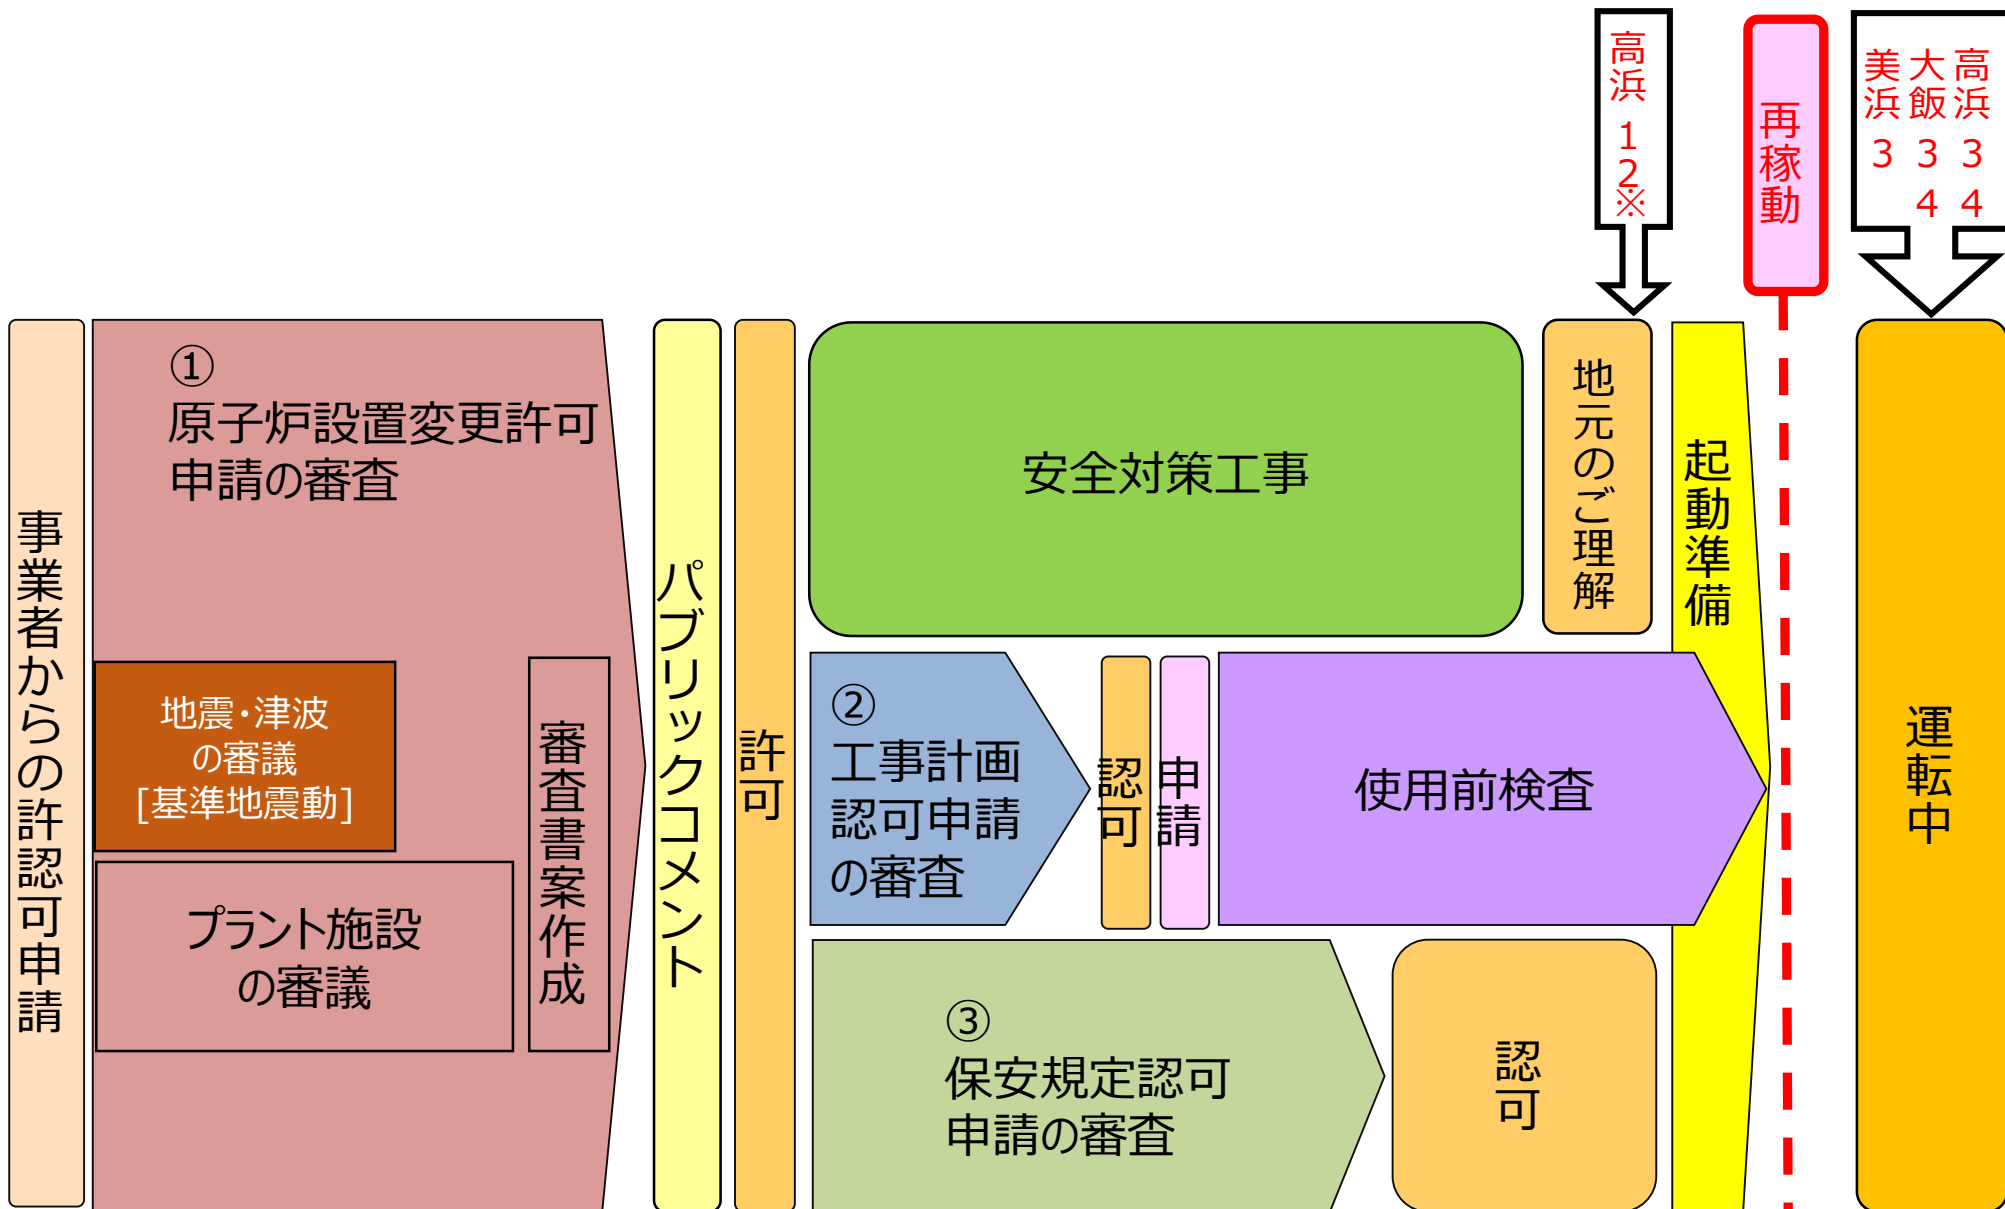 高浜12※
再稼動
高浜34
大飯34
美浜3
事業者からの許認可申請
①
原子炉設置変更許可
申請の審査
地震・津波
の審議
[基準地震動]
プラント施設
の審議
審査書案作成
パブリックコメント
許可
安全対策工事
地元のご理解
起動準備
②
工事計画
認可申請
の審査
認可
申請
使用前検査
③
保安規定認可
申請の審査
認可
運転中